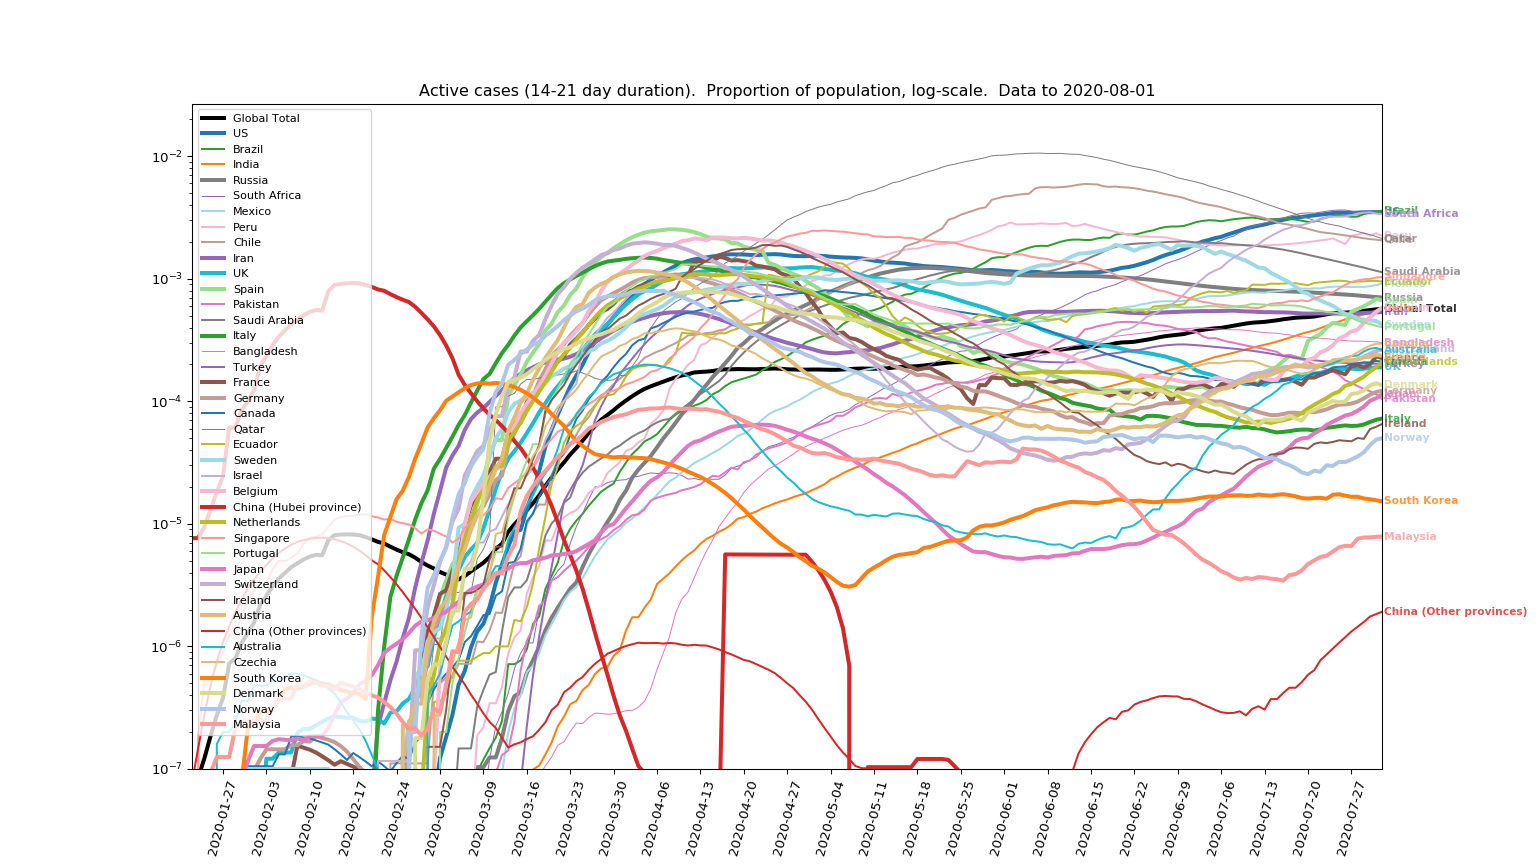 Active cases (14-21 day duration).  Proportion of population, log-scale.  Data to 2020-08-01
10⁻²
10⁻³
10⁻⁴
10⁻⁵
10⁻⁶
10⁻⁷
Global Total
US
Brazil
India
Russia
South Africa
Mexico
Peru
Chile
Iran
UK
Spain
Pakistan
Saudi Arabia
Italy
Bangladesh
Turkey
France
Germany
Canada
Qatar
Ecuador
Sweden
Israel
Belgium
China (Hubei province)
Netherlands
Singapore
Portugal
Japan
Switzerland
Ireland
Austria
China (Other provinces)
Australia
Czechia
South Korea
Denmark
Norway
Malaysia
Brazil
South Africa
Qatar
Saudi Arabia
Singapore
Russia
Global Total
Portugal
Bangladesh
Australia
Netherlands
UK
Denmark
Germany
Pakistan
Italy
Ireland
Norway
South Korea
Malaysia
China (Other provinces)
2020-01-27
2020-02-03
2020-02-10
2020-02-17
2020-02-24
2020-03-02
2020-03-09
2020-03-16
2020-03-23
2020-03-30
2020-04-06
2020-04-13
2020-04-20
2020-04-27
2020-05-04
2020-05-11
2020-05-18
2020-05-25
2020-06-01
2020-06-08
2020-06-15
2020-06-22
2020-06-29
2020-07-06
2020-07-13
2020-07-20
2020-07-27